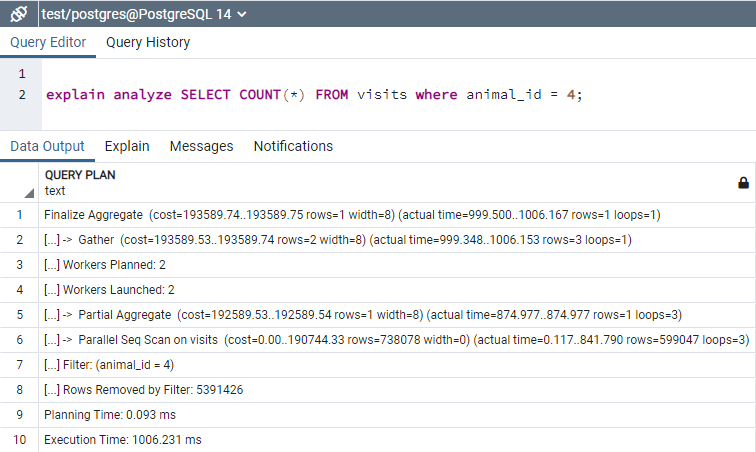 test/postgres@PostgreSQL 14
Query Editor Query History
1
2 explain analyze SELECT COUNT(*) FROM visits where animal_id = 4;
Data Output Explain Messages Notifications
QUERY PLAN
text
1 Finalize Aggregate (cost=193589.74..193589.75 rows=1 width=8) (actual time=999.500..1006.167 rows=1 loops=1)
2 [...] -> Gather (cost=193589.53..193589.74 rows=2 width=8) (actual time=999.348..1006.153 rows=3 loops=1)
3 [...] Workers Planned: 2
4 [...] Workers Launched: 2
5 [...] -> Partial Aggregate (cost=192589.53..192589.54 rows=1 width=8) (actual time=874.977..874.977 rows=1 loops=3)
6 [...] -> Parallel Seq Scan on visits (cost=0.00..190744.33 rows=738078 width=0) (actual time=0.117..841.790 rows=599047 loops=3)
7 [...] Filter: (animal_id = 4)
8 [...] Rows Removed by Filter: 5391426
9 Planning Time: 0.093 ms
10 Execution Time: 1006.231 ms